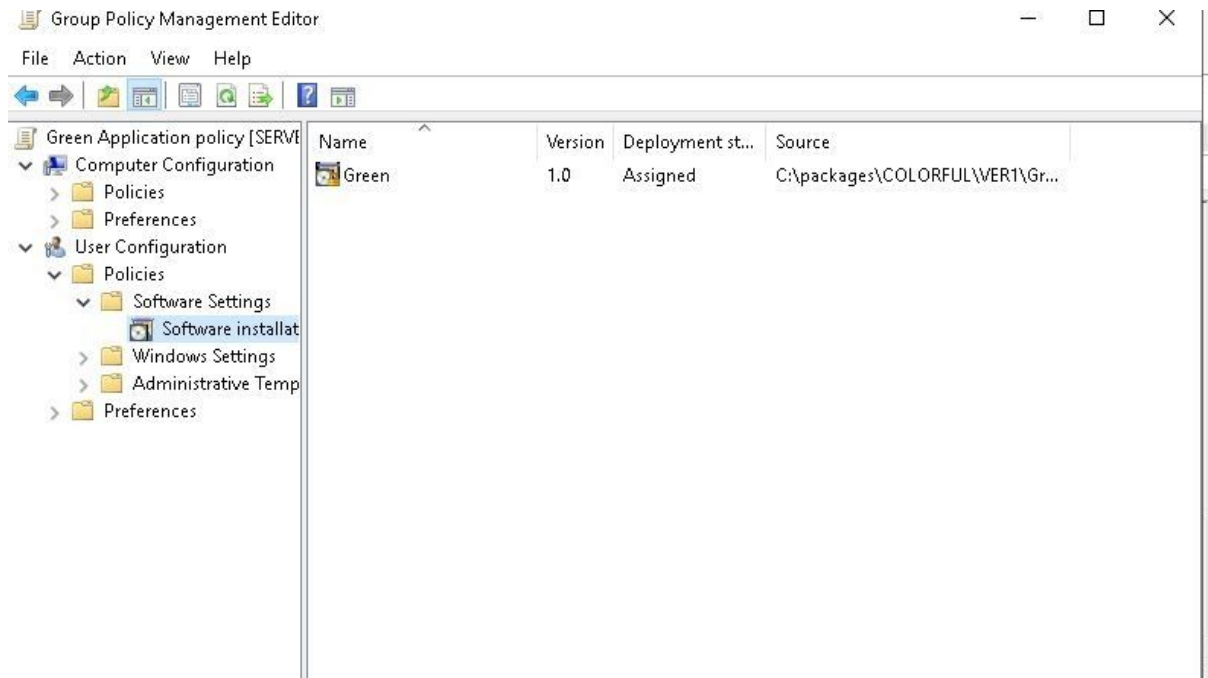 Group Policy Management Editor
File Action View Help
Green Application policy [SERVE
Computer Configuration
Policies
Preferences
User Configuration
Policies
Software Settings
Software installat
Windows Settings
Administrative Temp
Preferences
Name Version Deployment st... Source
Green 1.0 Assigned C:\packages\COLORFUL\VER1\Gr...